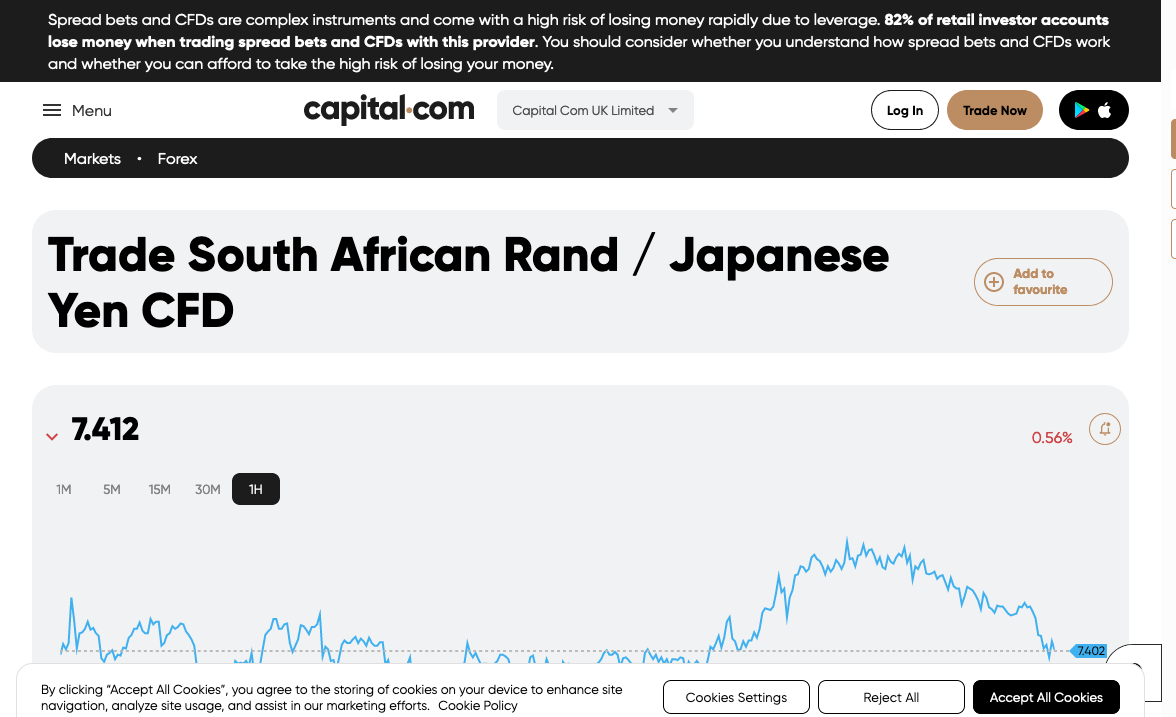 Spread bets and CFDs are complex instruments and come with a high risk of losing money rapidly due to leverage. 82% of retail investor accounts
lose money when trading spread bets and CFDs with this provider. You should consider whether you understand how spread bets and CFDs work
and whether you can afford to take the high risk of losing your money.
Menu
capital.com
Capital Com UK Limited
Log In
Trade Now
Markets • Forex
Trade South African Rand / Japanese
Yen CFD
Add to
favourite
7.412
0.56%
1M 5M 15M 30M 1H
7.402
By clicking “Accept All Cookies”, you agree to the storing of cookies on your device to enhance site
navigation, analyze site usage, and assist in our marketing efforts. Cookie Policy
Cookies Settings
Reject All
Accept All Cookies